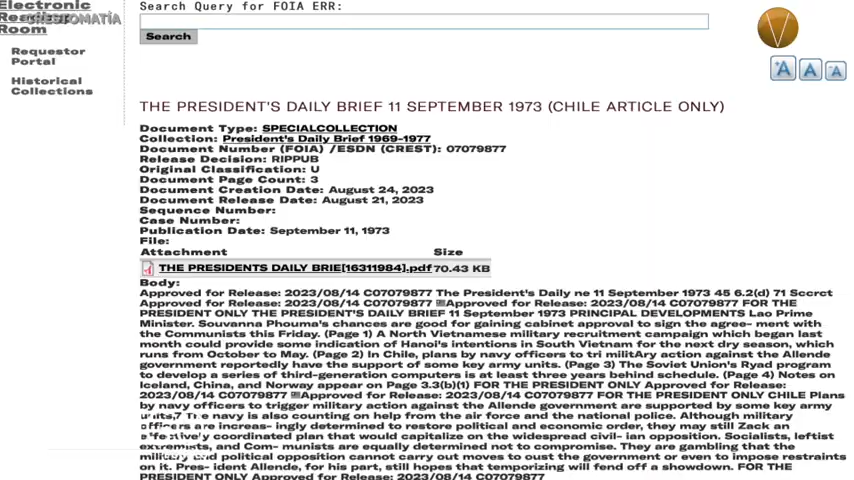 Electronic
Reading
Room
CHESTOMATÍA
Requestor
Portal
Historical
Collections
Search Query for FOIA ERR:
Search
A A A
THE PRESIDENT'S DAILY BRIEF 11 SEPTEMBER 1973 (CHILE ARTICLE ONLY)
Document Type: SPECIALCOLLECTION
Collection: President's Daily Brief 1969-1977
Document Number (FOIA) /ESDN (CREST): 07079877
Release Decision: RIPPUB
Original Classification: U
Document Page Count: 3
Document Creation Date: August 24, 2023
Document Release Date: August 21, 2023
Sequence Number:
Case Number:
Publication Date: September 11, 1973
File:
Attachment Size
THE PRESIDENTS DAILY BRIE[16311984].pdf 70.43 KB
Body:
Approved for Release: 2023/08/14 C07079877 The President's Daily ne 11 September 1973 45 6.2(d) 71 Sccrct
Approved for Release: 2023/08/14 C07079877 Approved for Release: 2023/08/14 C07079877 FOR THE
PRESIDENT ONLY THE PRESIDENT'S DAILY BRIEF 11 September 1973 PRINCIPAL DEVELOPMENTS Lao Prime
Minister. Souvanna Phouma's chances are good for gaining cabinet approval to sign the agree- ment with
the Communists this Friday. (Page 1) A North Vietnamese military recruitment campaign which began last
month could provide some indication of Hanoi's intentions in South Vietnam for the next dry season, which
runs from October to May. (Page 2) In Chile, plans by navy officers to tri militAry action against the Allende
government reportedly have the support of some key army units. (Page 3) The Soviet Union's Ryad program
to develop a series of third-generation computers is at least three years behind schedule. (Page 4) Notes on
Iceland, China, and Norway appear on Page 3.3(b)(1) FOR THE PRESIDENT ONLY Approved for Release:
2023/08/14 C07079877 Approved for Release: 2023/08/14 C07079877 FOR THE PRESIDENT ONLY CHILE Plans
by navy officers to trigger military action against the Allende government are supported by some key army
navy is also counting on help from the air force and the national police. Although military
officers are increas- ingly determined to restore political and economic order, they may still Zack an
coordinated plan that would capitalize on the widespread civil- ian opposition. Socialists, leftist
extremists, and Com- munists are equally determined not to compromise. They are gambling that the
military and political opposition cannot carry out moves to oust the government or even to impose restraints
on it. Pres- ident Allende, for his part, still hopes that temporizing will fend off a showdown. FOR THE
PRESIDENT ONLY Approved for Release: 2023/08/14 C07079877